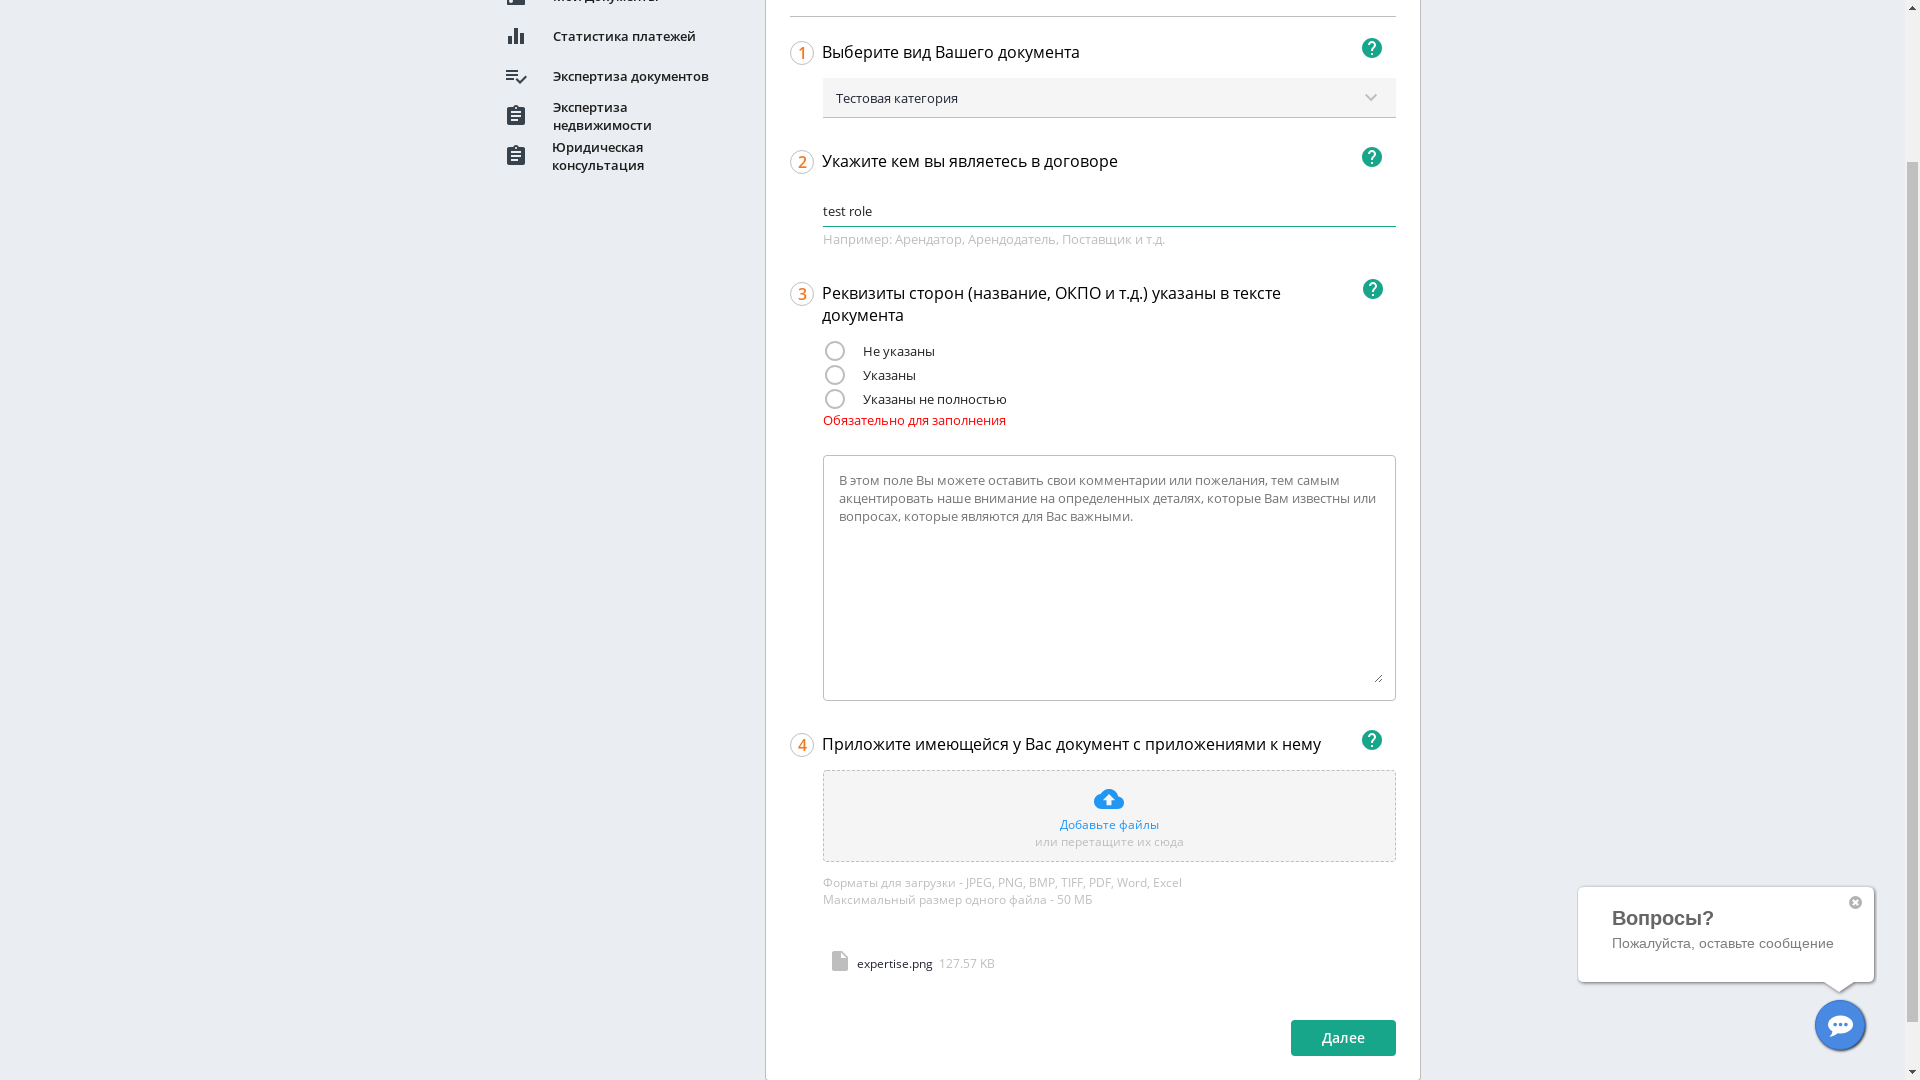 Статистика платежей
Экспертиза документов
Экспертиза
недвижимости
Юридическая
консультация
1 Выберите вид Вашего документа
Тестовая категория
2 Укажите кем вы являетесь в договоре
test role
Например: Арендатор, Арендодатель, Поставщик и т.д.
3 Реквизиты сторон (название, ОКПО и т.д.) указаны в тексте
документа
Не указаны
Указаны
Указаны не полностью
Обязательно для заполнения
В этом поле Вы можете оставить свои комментарии или пожелания, тем самым
акцентировать наше внимание на определенных деталях, которые Вам известны или
вопросах, которые являются для Вас важными.
4 Приложите имеющейся у Вас документ с приложениями к нему
Добавьте файлы
или перетащите их сюда
Форматы для загрузки - JPEG, PNG, BMP, TIFF, PDF, Word, Excel
Максимальный размер одного файла - 50 МБ
expertise.png 127.57 KB
Далее
Вопросы?
Пожалуйста, оставьте сообщение